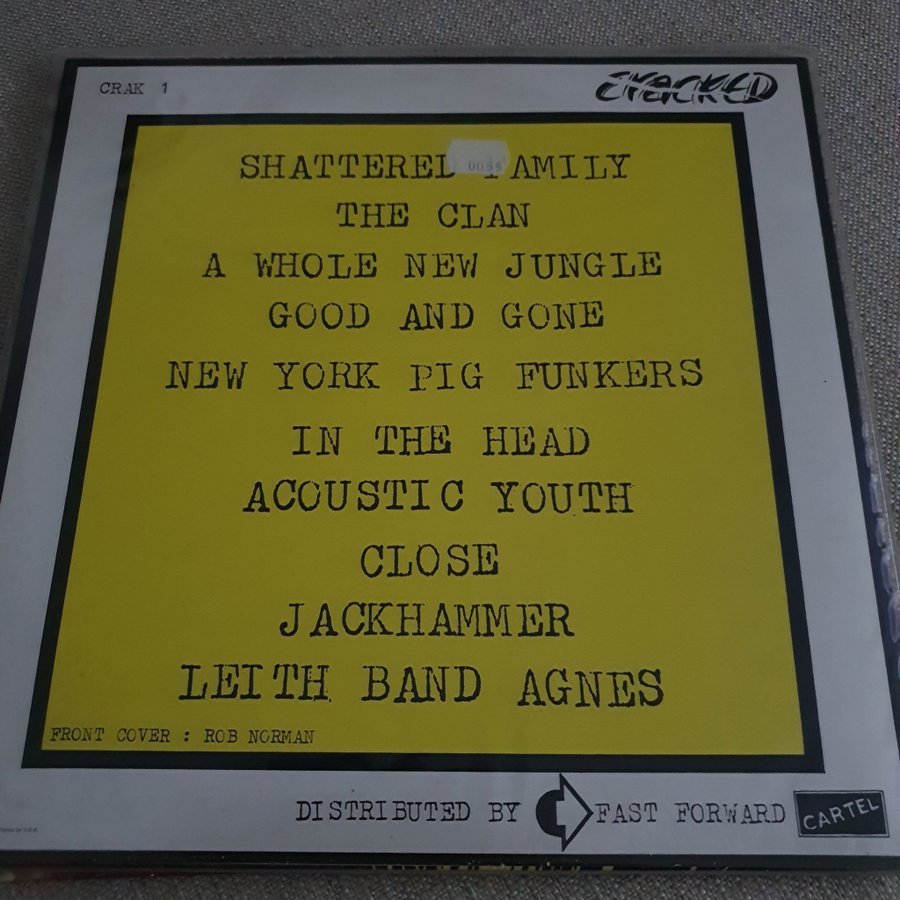 CRAK 1
CRACKED
SHATTERED FAMILY
0055
THE CLAN
A WHOLE NEW JUNGLE
GOOD AND GONE
NEW YORK PIG FUNKERS
IN THE HEAD
ACOUSTIC YOUTH
CLOSE
JACKHAMMER
LEITH BAND AGNES
FRONT COVER : ROB NORMAN
DISTRIBUTED BY FAST FORWARD CARTEL